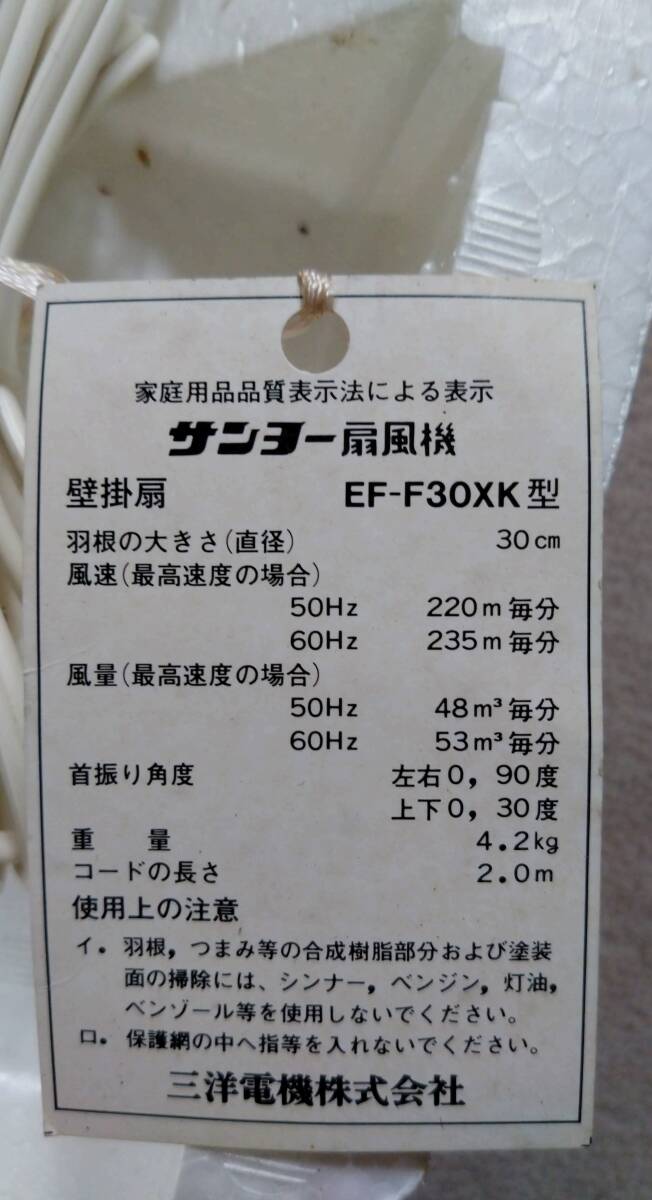 家庭用品品質表示法による表示
サンヨー扇風機
壁掛扇 EF-F30XK型
羽根の大きさ(直径) 30cm
風速(最高速度の場合)
50Hz 220m毎分
60Hz 235m毎分
風量(最高速度の場合)
50Hz 48m³毎分
60Hz 53m³毎分
首振り角度 左右0,90度
上下0,30度
重 量 4.2kg
コードの長さ 2.0m
使用上の注意
イ. 羽根,つまみ等の合成樹脂部分および塗装
面の掃除には、シンナー,ベンジン,灯油,
ベンゾール等を使用しないでください。
ロ. 保護網の中へ指等を入れないでください。
三洋電機株式会社